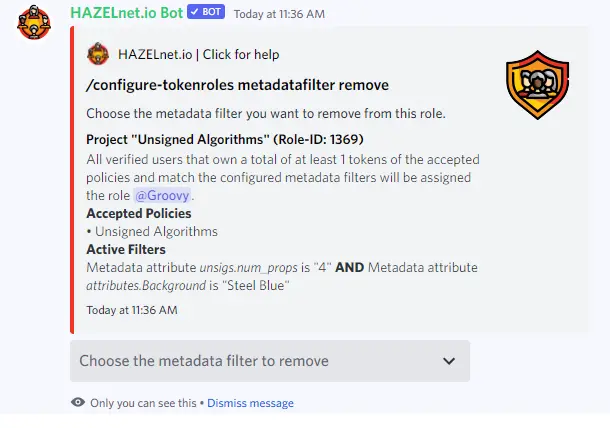 HAZELnet.io Bot ✓ BOT Today at 11:36 AM
HAZELnet.io | Click for help
/configure-tokenroles metadatafilter remove
Choose the metadata filter you want to remove from this role.
Project "Unsigned Algorithms" (Role-ID: 1369)
All verified users that own a total of at least 1 tokens of the accepted
policies and match the configured metadata filters will be assigned
the role @Groovy.
Accepted Policies
• Unsigned Algorithms
Active Filters
Metadata attribute unsigs.num_props is "4" AND Metadata attribute
attributes.Background is "Steel Blue"
Today at 11:36 AM
Choose the metadata filter to remove
Only you can see this • Dismiss message